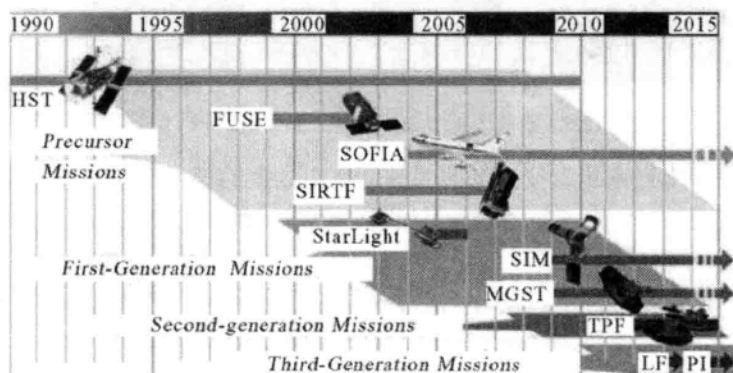 1990 1995 2000 2005 2010 2015
HST
FUSE
Precursor
Missions
SOFIA
SIRTF
StarLight
First-Generation Missions
SIM
MGST
Second-generation Missions
TPF
Third-Generation Missions
LF PI